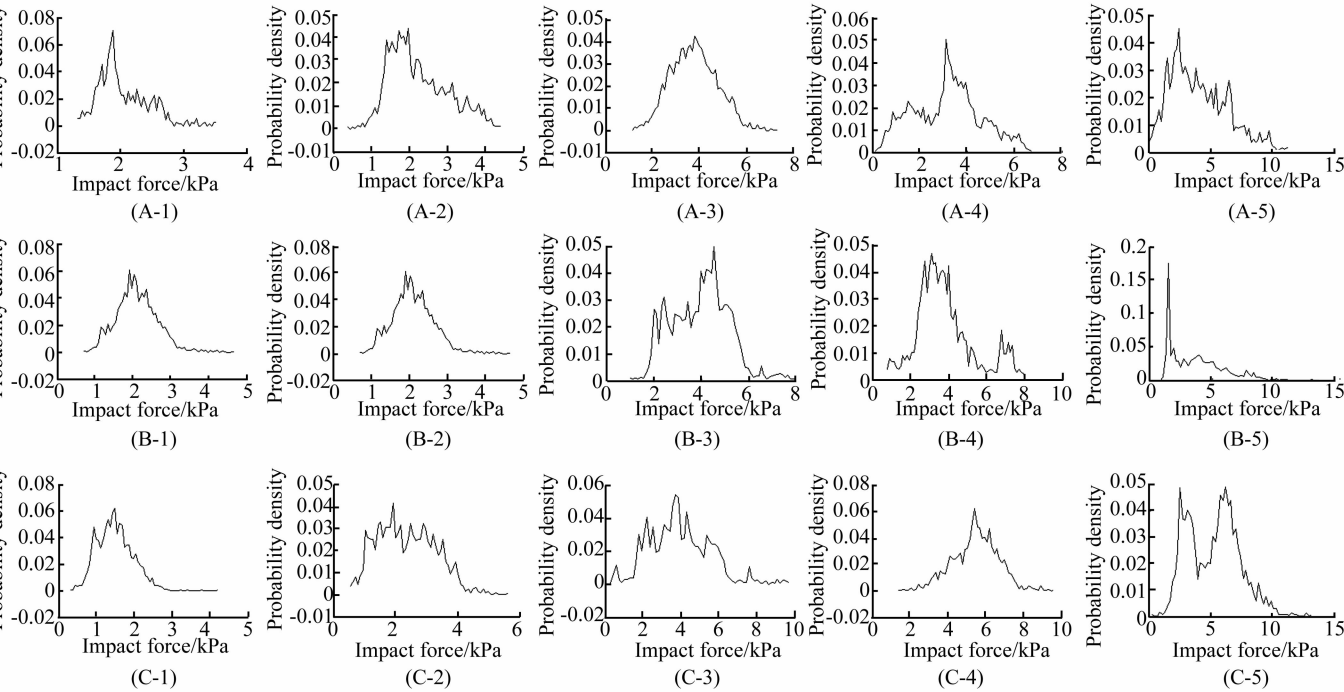 Probability density
0.08
0.06
0.04
0.02
0
-0.02
1 2 3 4
Impact force/kPa
(A-1)
Probability density
0.05
0.04
0.03
0.02
0.01
0
-0.01
0 1 2 3 4 5
Impact force/kPa
(A-2)
Probability density
0.05
0.04
0.03
0.02
0.01
0
-0.01
0 2 4 6 8
Impact force/kPa
(A-3)
Probability density
0.06
0.05
0.04
0.03
0.02
0.01
0
0 2 4 6 8
Impact force/kPa
(A-4)
Probability density
0.05
0.04
0.03
0.02
0.01
0
0 5 10 15
Impact force/kPa
(A-5)
Probability density
0.08
0.06
0.04
0.02
0
-0.02
0 1 2 3 4 5
Impact force/kPa
(B-1)
Probability density
0.08
0.06
0.04
0.02
0
-0.02
0 1 2 3 4 5
Impact force/kPa
(B-2)
Probability density
0.05
0.04
0.03
0.02
0.01
0
0 2 4 6 8
Impact force/kPa
(B-3)
Probability density
0.05
0.04
0.03
0.02
0.01
0
0 2 4 6 8 10
Impact force/kPa
(B-4)
Probability density
0.2
0.15
0.1
0.05
0
0 5 10 15
Impact force/kPa
(B-5)
Probability density
0.08
0.06
0.04
0.02
0
-0.02
0 1 2 3 4 5
Impact force/kPa
(C-1)
Probability density
0.05
0.04
0.03
0.02
0.01
0
-0.01
0 2 4 6
Impact force/kPa
(C-2)
Probability density
0.06
0.04
0.02
0
-0.02
0 2 4 6 8 10
Impact force/kPa
(C-3)
Probability density
0.08
0.06
0.04
0.02
0
-0.02
0 2 4 6 8 10
Impact force/kPa
(C-4)
Probability density
0.05
0.04
0.03
0.02
0.01
0
0 5 10 15
Impact force/kPa
(C-5)